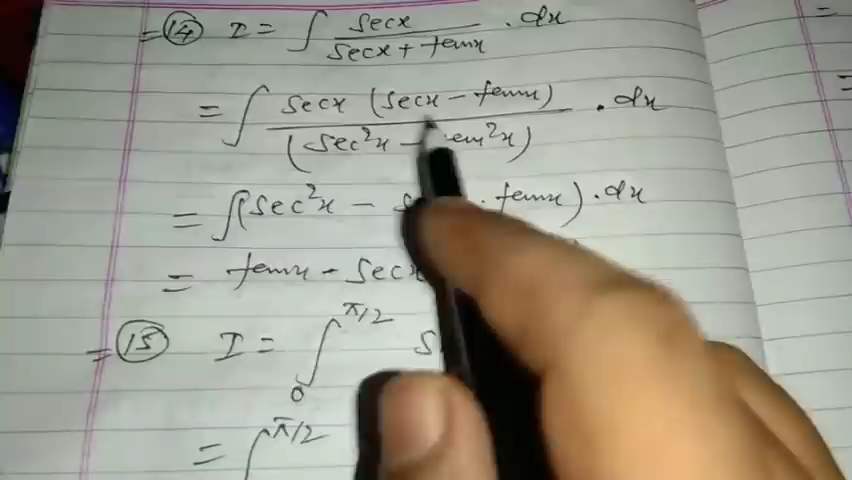 = ⑭ I = ∫ secx / (secx + tanx) . dx
= ∫ secx (secx - tanx) / (sec²x - tan²x) . dx
= ∫(sec²x - . tanx) . dx
= tanx - secx
= ⑮ I = ∫₀^π/2
= ∫^π/2